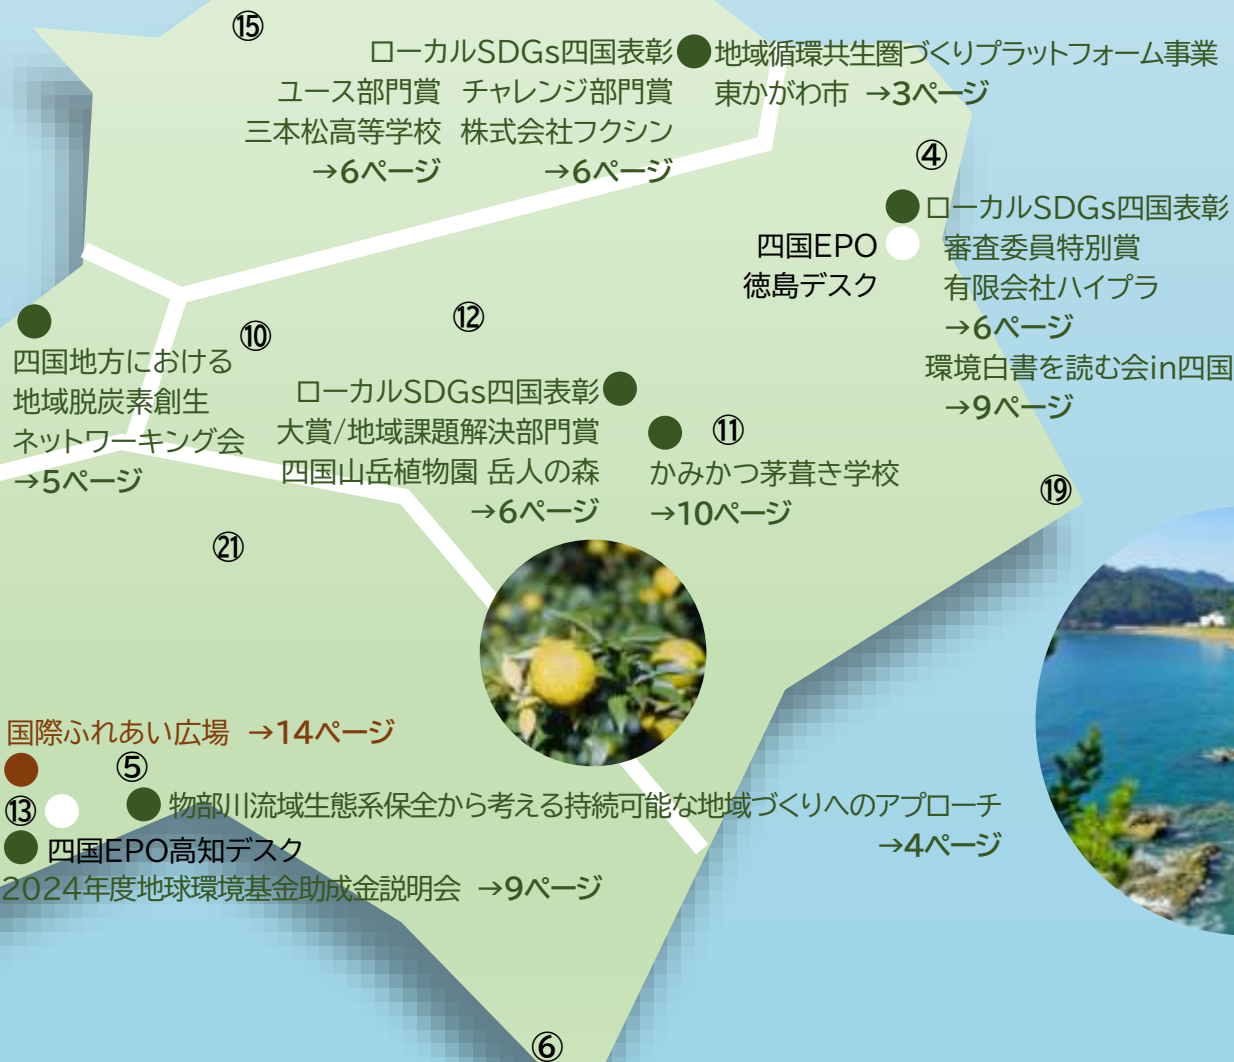 ⑮
ローカルSDGs四国表彰
ユース部門賞 チャレンジ部門賞
三本松高等学校 株式会社フクシン
→6ページ →6ページ
地域循環共生圏づくりプラットフォーム事業
東かがわ市 →3ページ
④
ローカルSDGs四国表彰
審査委員特別賞
有限会社ハイプラ
→6ページ
環境白書を読む会in四国
→9ページ
四国EPO
徳島デスク
⑫
⑩
四国地方における
地域脱炭素創生
ネットワーキング会
→5ページ
ローカルSDGs四国表彰
大賞/地域課題解決部門賞
四国山岳植物園 岳人の森
→6ページ
⑪
かみかつ茅葺き学校
→10ページ
⑲
㉑
国際ふれあい広場 →14ページ
⑤
⑬
物部川流域生態系保全から考える持続可能な地域づくりへのアプローチ
→4ページ
四国EPO高知デスク
2024年度地球環境基金助成金説明会 →9ページ
⑥